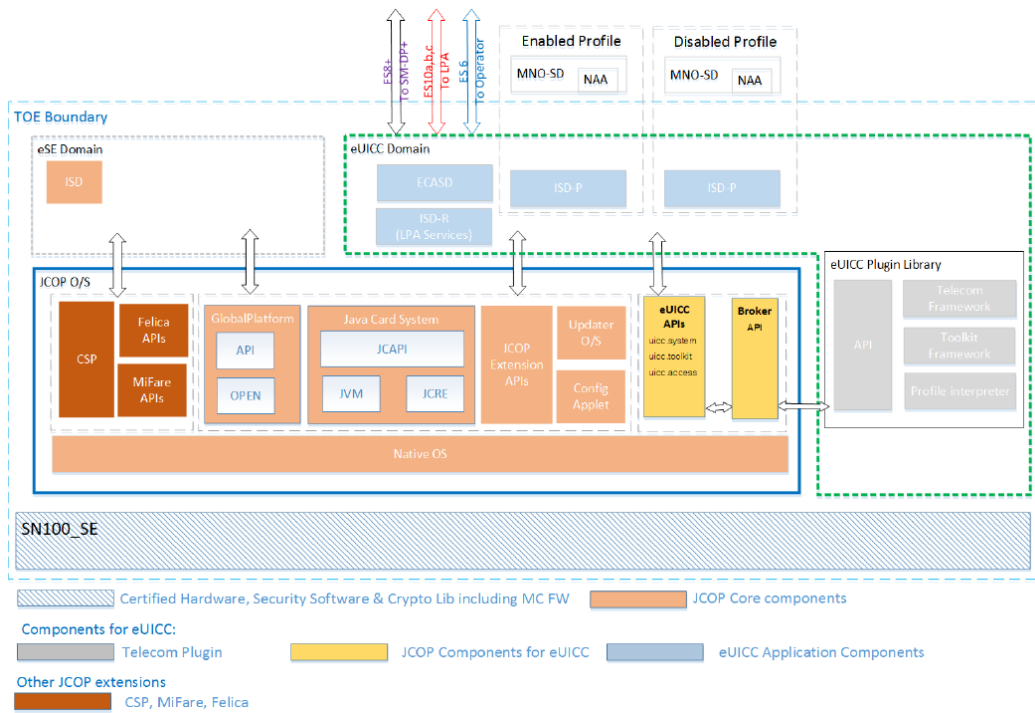 Enabled Profile
Disabled Profile
MNO-SD
NAA
MNO-SD
NAA
ES8+
To SM-DP+
ES10a,b,c
To LPA
ES 6
To Operator
TOE Boundary
eSE Domain
ISD
eUICC Domain
ECASD
ISD-R
(LPA Services)
ISD-P
ISD-P
JCOP O/S
CSP
Felica
APIs
MiFare
APIs
GlobalPlatform
API
OPEN
Java Card System
JCAPI
JVM
JCRE
JCOP
Extension
APIs
Updater
O/S
Config
Applet
eUICC
APIs
uicc.system
uicc.toolkit
uicc.access
Broker
API
eUICC Plugin Library
API
Telecom
Framework
Toolkit
Framework
Profile interpreter
Native OS
SN100_SE
Certified Hardware, Security Software & Crypto Lib including MC FW
JCOP Core components
Components for eUICC:
Telecom Plugin
JCOP Components for eUICC
eUICC Application Components
Other JCOP extensions
CSP, MiFare, Felica